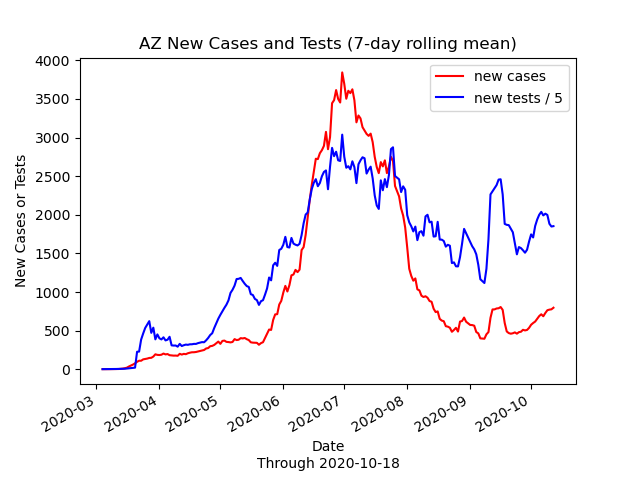 AZ New Cases and Tests (7-day rolling mean)
new cases
new tests / 5
New Cases or Tests
4000
3500
3000
2500
2000
1500
1000
500
0
2020-03
2020-04
2020-05
2020-06
2020-07
2020-08
2020-09
2020-10
Date
Through 2020-10-18